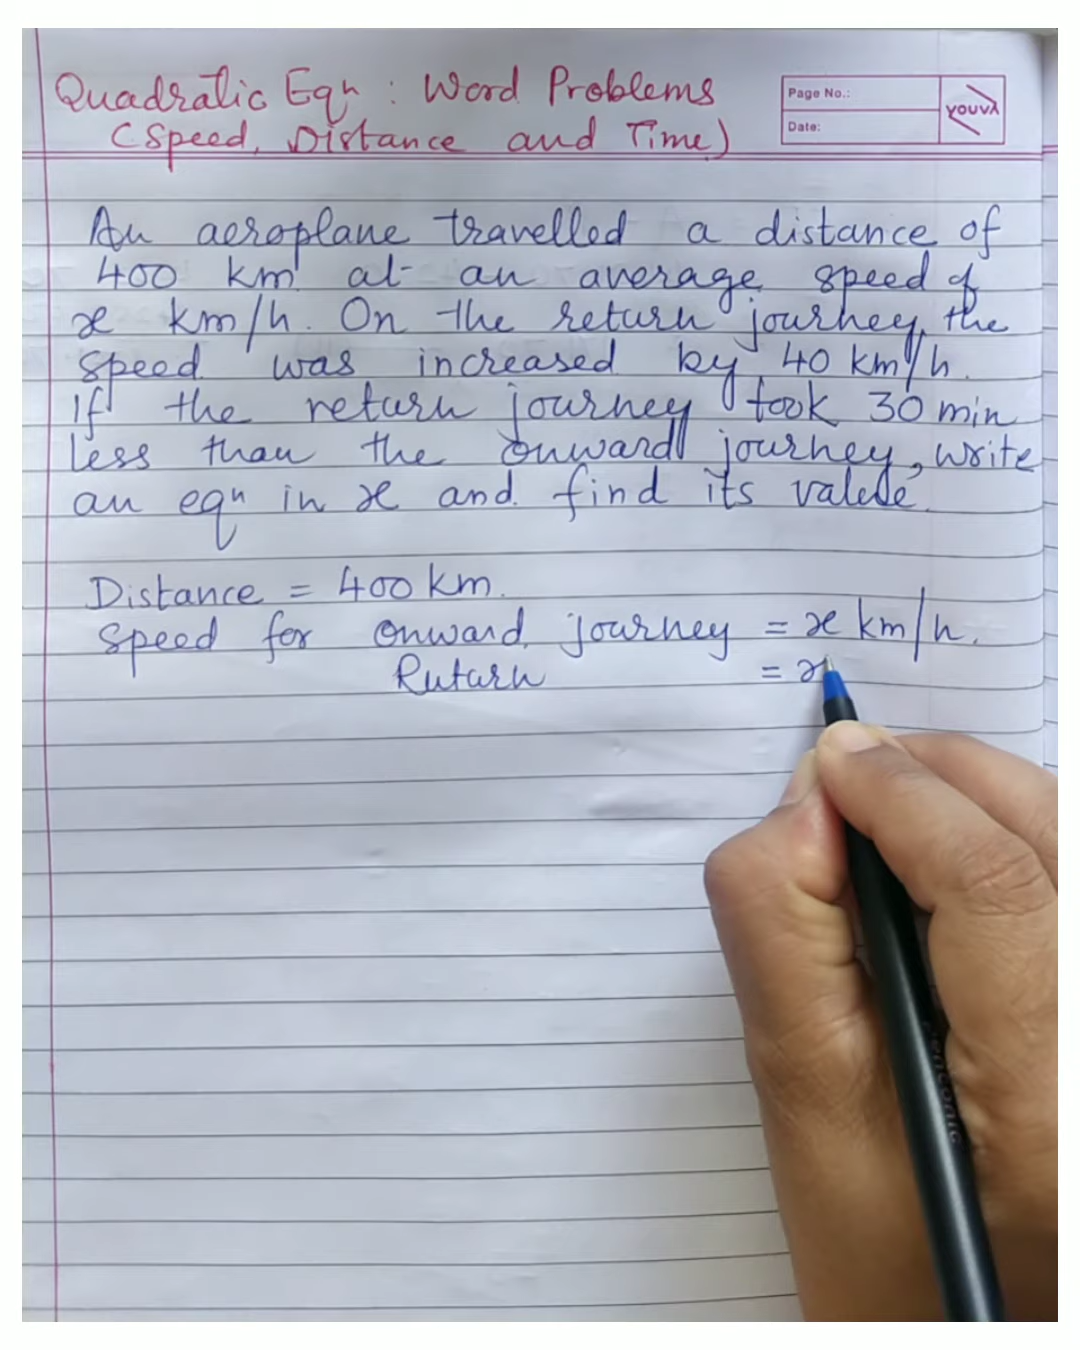 Quadratic Eqn : Word Problems
(Speed, Distance and Time)
Page No.:
Date:
YOUVA
An aeroplane travelled a distance of
400 km at an average speed of
x km/h. On the return journey, the
speed was increased by 40 km/h.
If the return journey took 30 min
less than the onward journey, write
an eqn in x and find its value.
Distance = 400 km.
Speed for onward journey = x km/h.
Ruturn = x